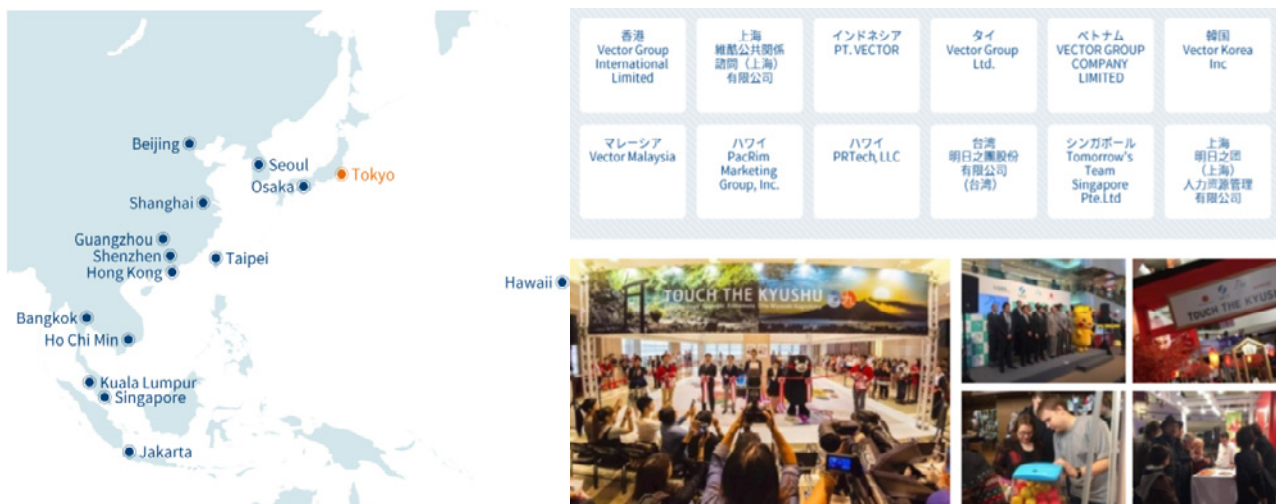 Beijing
Seoul
Tokyo
Osaka
Shanghai
Guangzhou
Shenzhen
Taipei
Hong Kong
Hawaii
Bangkok
Ho Chi Min
Kuala Lumpur
Singapore
Jakarta
香港
Vector Group
International
Limited
上海
維酷公共関係
諮問（上海）
有限公司
インドネシア
PT. VECTOR
タイ
Vector Group
Ltd.
ベトナム
VECTOR GROUP
COMPANY
LIMITED
韓国
Vector Korea
Inc
マレーシア
Vector Malaysia
ハワイ
PacRim
Marketing
Group, Inc.
ハワイ
PRTech, LLC
台湾
明日之團股份
有限公司
(台湾)
シンガポール
Tomorrow's
Team
Singapore
Pte.Ltd
上海
明日之団
（上海）
人力資源管理
有限公司
TOUCH THE KYUSHU
TOUCH THE KYUSHU